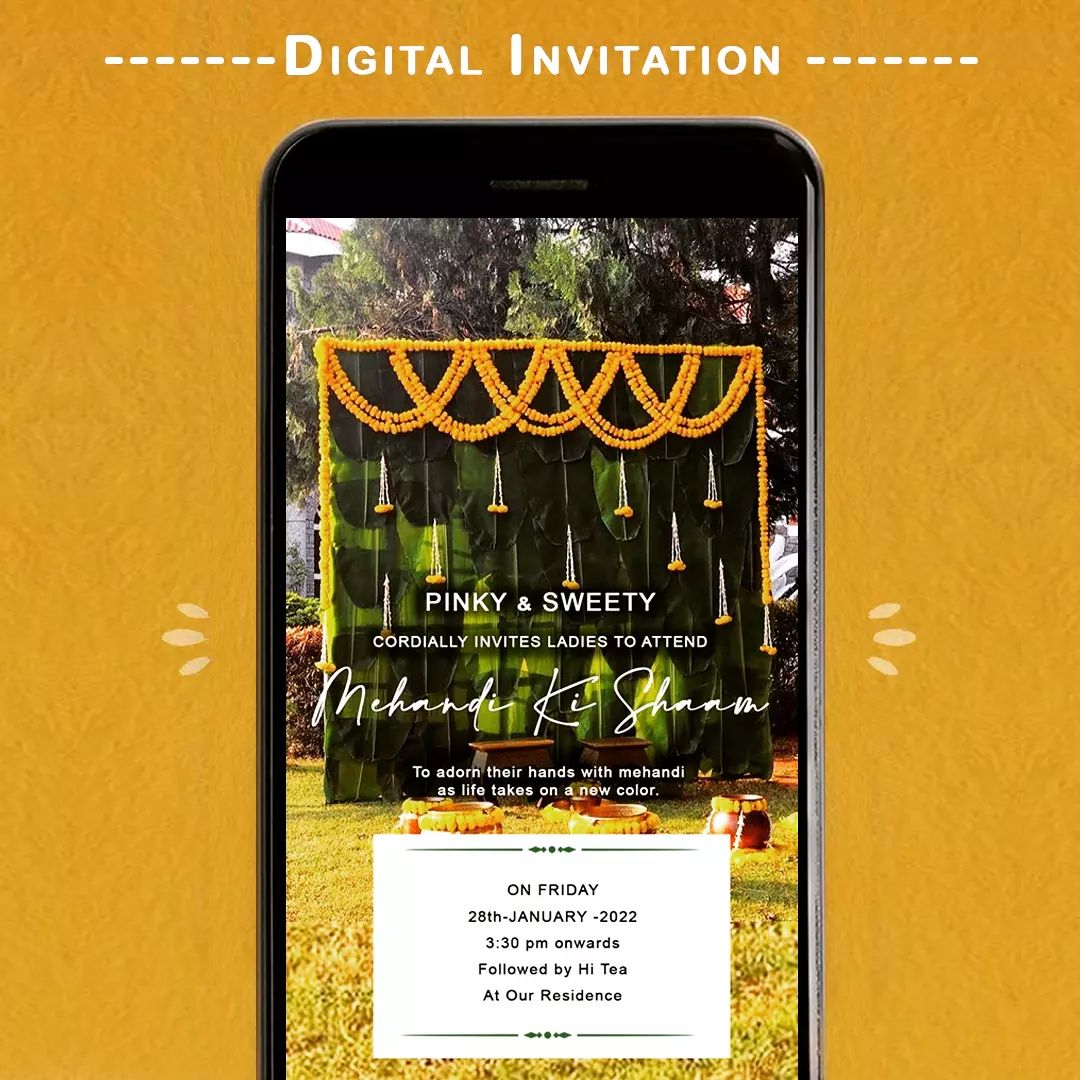 -------DIGITAL INVITATION -------
PINKY & SWEETY
CORDIALLY INVITES LADIES TO ATTEND
Mehandi Ki Shaam
To adorn their hands with mehandi
as life takes on a new color.
ON FRIDAY
28th-JANUARY -2022
3:30 pm onwards
Followed by Hi Tea
At Our Residence